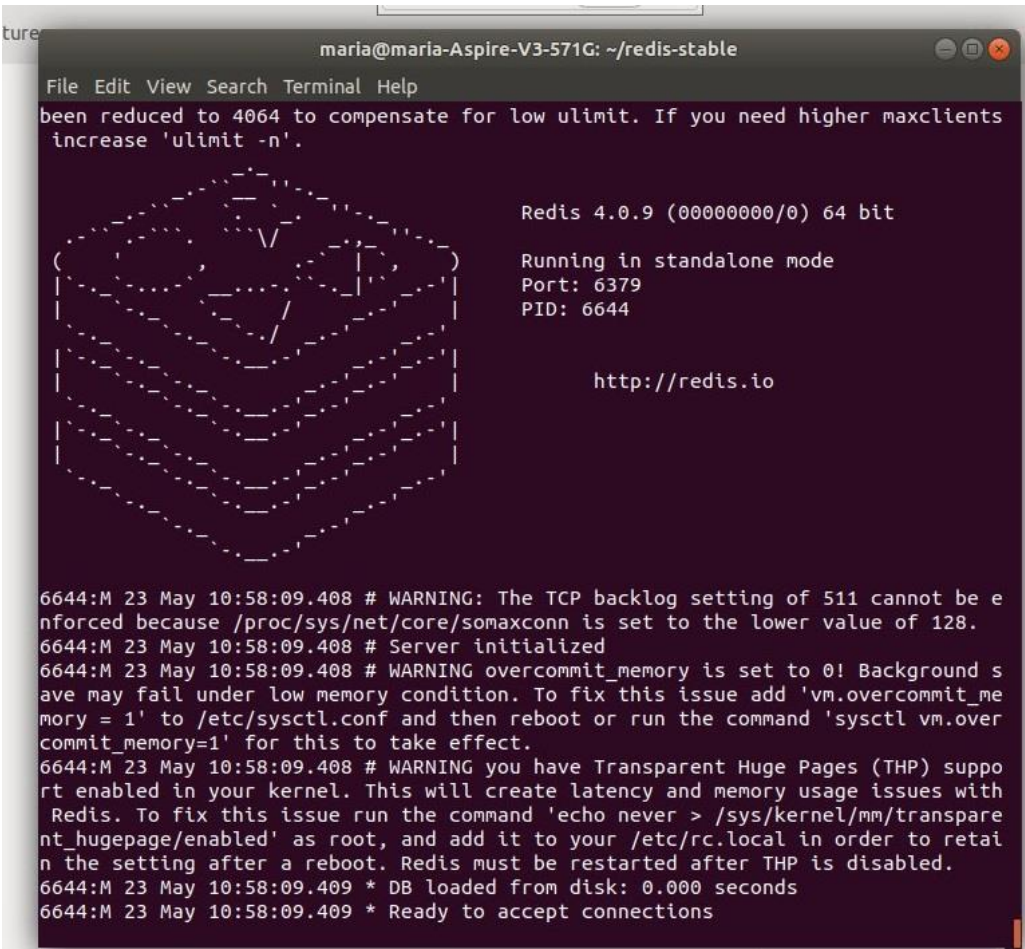 ture
maria@maria-Aspire-V3-571G: ~/redis-stable
File Edit View Search Terminal Help
been reduced to 4064 to compensate for low ulimit. If you need higher maxclients
 increase 'ulimit -n'.
Redis 4.0.9 (00000000/0) 64 bit
Running in standalone mode
Port: 6379
PID: 6644
http://redis.io
6644:M 23 May 10:58:09.408 # WARNING: The TCP backlog setting of 511 cannot be e
nforced because /proc/sys/net/core/somaxconn is set to the lower value of 128.
6644:M 23 May 10:58:09.408 # Server initialized
6644:M 23 May 10:58:09.408 # WARNING overcommit_memory is set to 0! Background s
ave may fail under low memory condition. To fix this issue add 'vm.overcommit_me
mory = 1' to /etc/sysctl.conf and then reboot or run the command 'sysctl vm.over
commit_memory=1' for this to take effect.
6644:M 23 May 10:58:09.408 # WARNING you have Transparent Huge Pages (THP) suppo
rt enabled in your kernel. This will create latency and memory usage issues with
 Redis. To fix this issue run the command 'echo never > /sys/kernel/mm/transpare
nt_hugepage/enabled' as root, and add it to your /etc/rc.local in order to retai
n the setting after a reboot. Redis must be restarted after THP is disabled.
6644:M 23 May 10:58:09.409 * DB loaded from disk: 0.000 seconds
6644:M 23 May 10:58:09.409 * Ready to accept connections